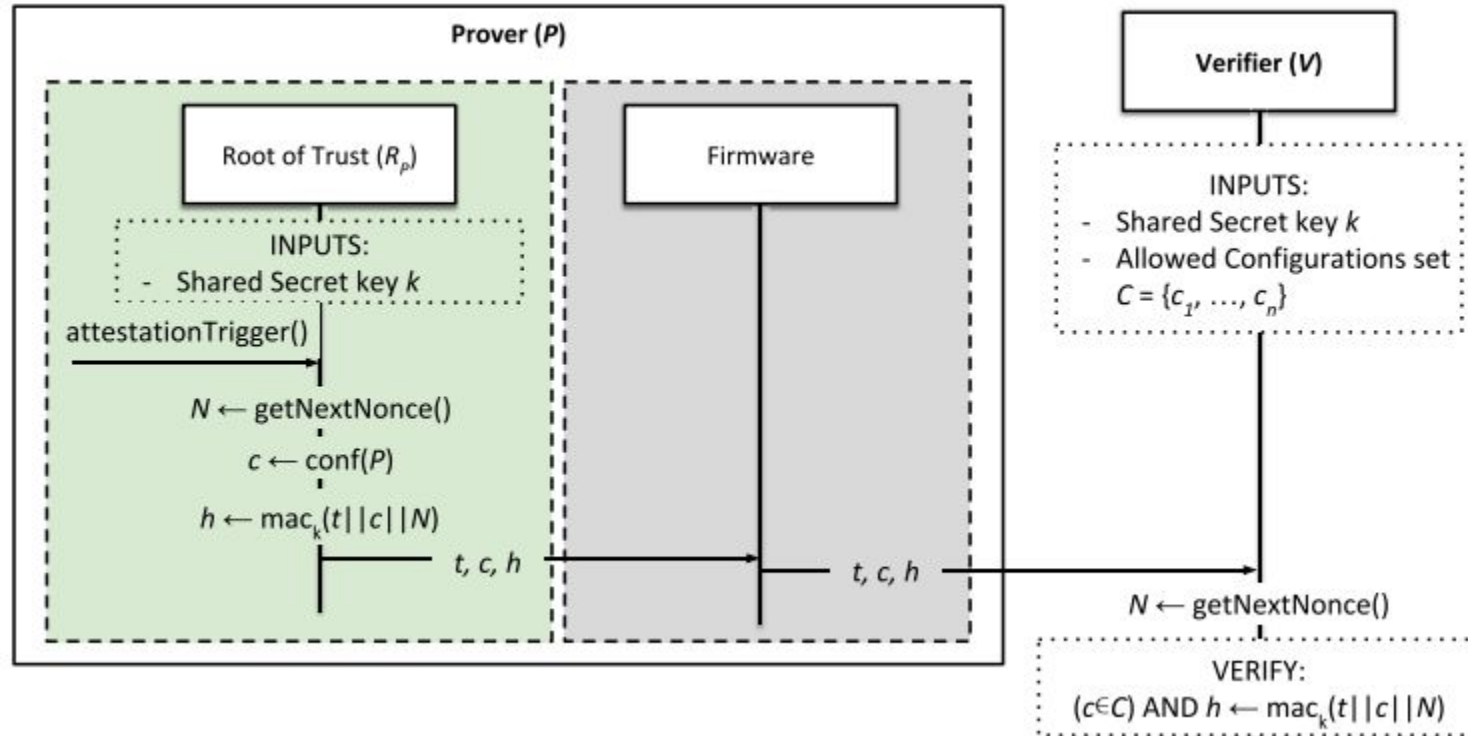 Prover (P)
Root of Trust (Rp)
INPUTS:
- Shared Secret key k
attestationTrigger()
N ← getNextNonce()
c ← conf(P)
h ← mack(t||c||N)
t, c, h
Firmware
t, c, h
Verifier (V)
INPUTS:
- Shared Secret key k
- Allowed Configurations set
C = {c1, …, cn}
N ← getNextNonce()
VERIFY:
(c∈C) AND h ← mack(t||c||N)